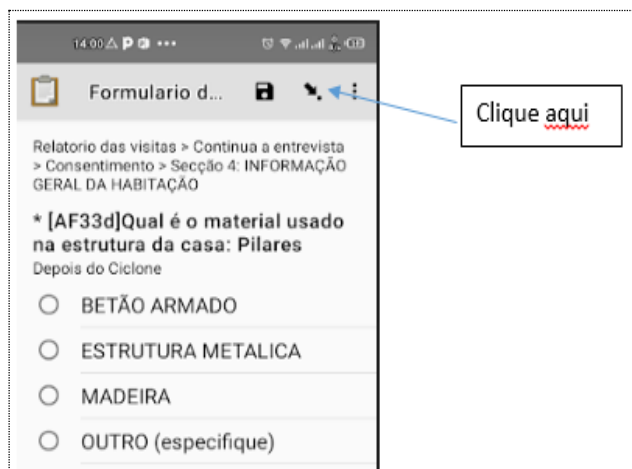 14:00
Formulario d...
Clique aqui
Relatorio das visitas > Continua a entrevista
> Consentimento > Secção 4: INFORMAÇÃO
GERAL DA HABITAÇÃO
* [AF33d]Qual é o material usado
na estrutura da casa: Pilares
Depois do Ciclone
BETÃO ARMADO
ESTRUTURA METALICA
MADEIRA
OUTRO (especifique)